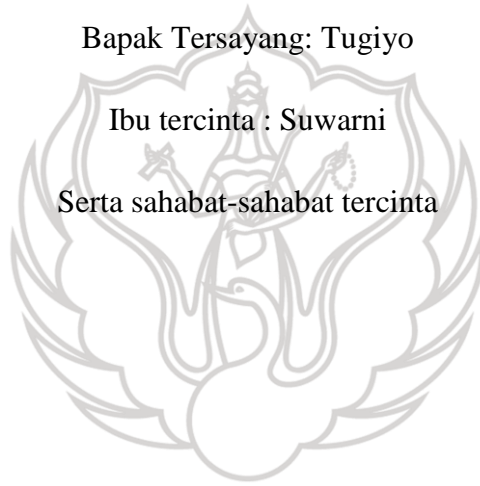 Bapak Tersayang: Tugiyo
Ibu tercinta : Suwarni
Serta sahabat-sahabat tercinta